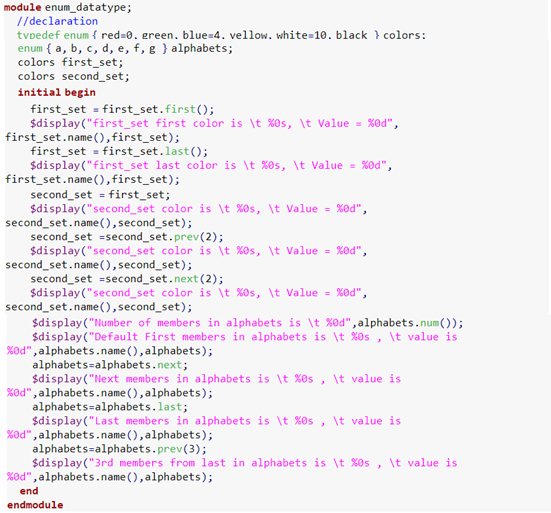 module enum_datatype;
//declaration
typedef enum { red=0, green, blue=4, yellow, white=10, black } colors;
enum { a, b, c, d, e, f, g } alphabets;
colors first_set;
colors second_set;
initial begin
first_set = first_set.first();
$display("first_set first color is \t %0s, \t Value = %0d",
first_set.name(),first_set);
first_set = first_set.last();
$display("first_set last color is \t %0s, \t Value = %0d",
first_set.name(),first_set);
second_set = first_set;
$display("second_set color is \t %0s, \t Value = %0d",
second_set.name(),second_set);
second_set =second_set.prev(2);
$display("second_set color is \t %0s, \t Value = %0d",
second_set.name(),second_set);
second_set =second_set.next(2);
$display("second_set color is \t %0s, \t Value = %0d",
second_set.name(),second_set);
$display("Number of members in alphabets is \t %0d",alphabets.num());
$display("Default First members in alphabets is \t %0s , \t value is
%0d",alphabets.name(),alphabets);
alphabets=alphabets.next;
$display("Next members in alphabets is \t %0s , \t value is
%0d",alphabets.name(),alphabets);
alphabets=alphabets.last;
$display("Last members in alphabets is \t %0s , \t value is
%0d",alphabets.name(),alphabets);
alphabets=alphabets.prev(3);
$display("3rd members from last in alphabets is \t %0s , \t value is
%0d",alphabets.name(),alphabets);
end
endmodule